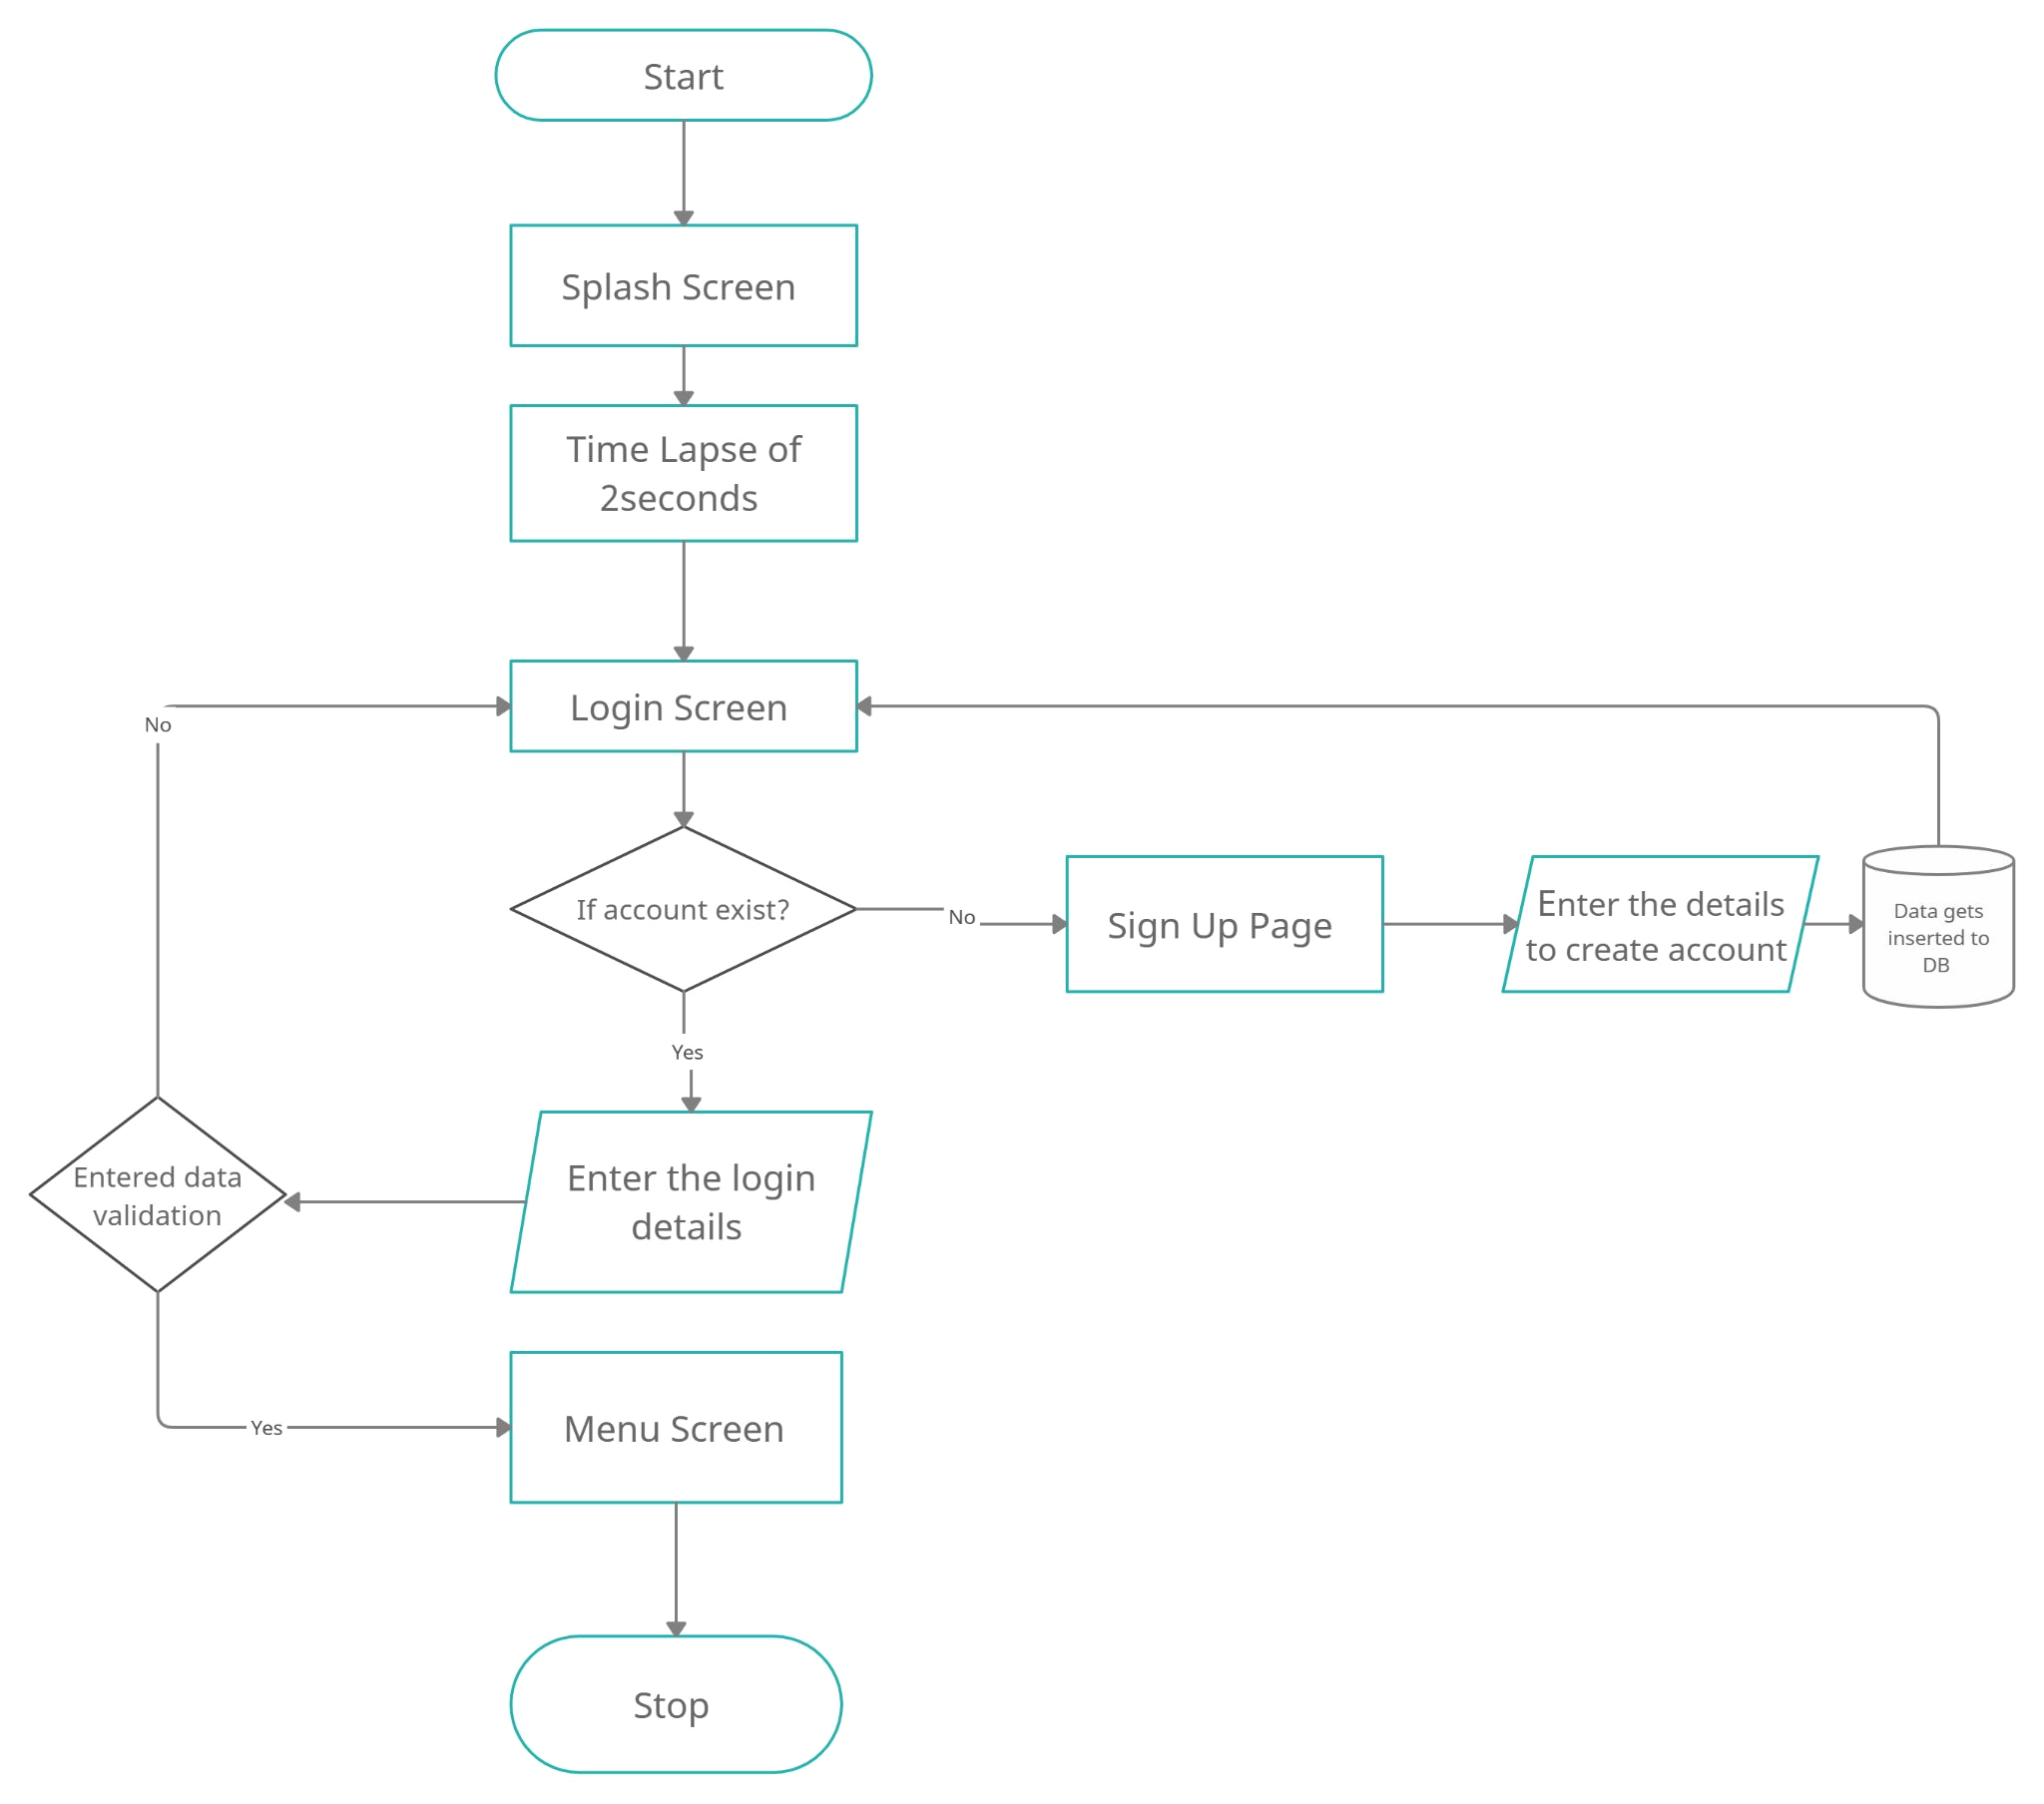 Start
Splash Screen
Time Lapse of
2seconds
Login Screen
No
If account exist?
No
Sign Up Page
Enter the details
to create account
Data gets
inserted to
DB
Yes
Entered data
validation
Enter the login
details
Yes
Menu Screen
Stop